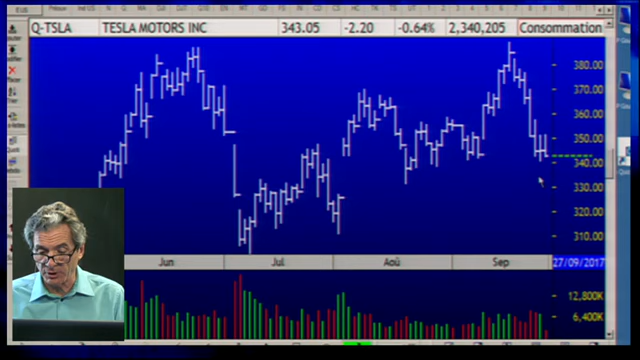 Q-TSLA TESLA MOTORS INC 343.05 -2.20 -0.64% 2,340,205 Consommation
380.00
370.00
360.00
350.00
340.00
330.00
320.00
310.00
Jun Jul Aoû Sep 27/09/2017
12,800K
6,400K